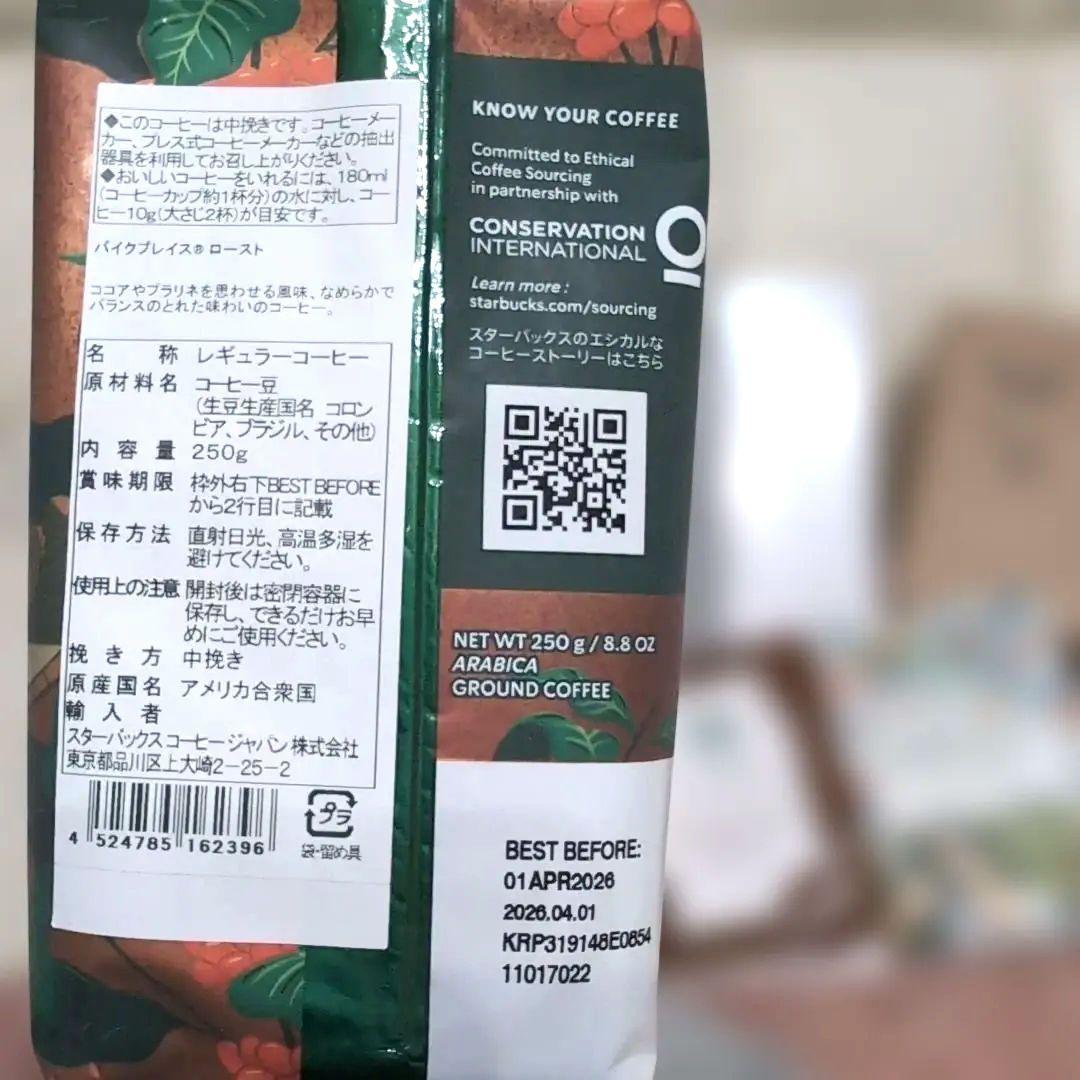 ◆このコーヒーは中挽きです。コーヒーメー
カー、プレス式コーヒーメーカーなどの抽出
器具を利用してお召し上がりください。
◆おいしいコーヒーをいれるには、180ml
(コーヒーカップ約1杯分)の水に対し、コー
ヒー10g(大さじ2杯)が目安です。
パイクプレイス® ロースト
ココアやプラリネを思わせる風味、なめらかで
バランスのとれた味わいのコーヒー。
名 称 レギュラーコーヒー
原材料名 コーヒー豆
(生豆生産国名 コロン
ビア、ブラジル、その他)
内容量 250g
賞味期限 枠外右下BEST BEFORE
から2行目に記載
保存方法 直射日光、高温多湿を
避けてください。
使用上の注意 開封後は密閉容器に
保存し、できるだけお早
めにご使用ください。
挽き方 中挽き
原産国名 アメリカ合衆国
輸入者
スターバックス コーヒー ジャパン 株式会社
東京都品川区上大崎2-25-2
4 524785 162396
プラ
袋・留め具
KNOW YOUR COFFEE
Committed to Ethical
Coffee Sourcing
in partnership with
CONSERVATION
INTERNATIONAL
Learn more :
starbucks.com/sourcing
スターバックスのエシカルな
コーヒーストーリーはこちら
NET WT 250 g / 8.8 OZ
ARABICA
GROUND COFFEE
BEST BEFORE:
01APR2026
2026.04.01
KRP319148E0854
11017022